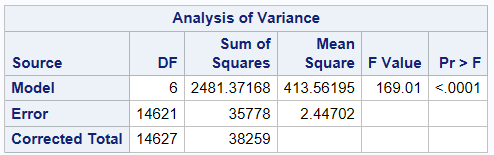 Analysis of Variance
Source DF Sum of Squares Mean Square F Value Pr > F
Model 6 2481.37168 413.56195 169.01 <.0001
Error 14621 35778 2.44702
Corrected Total 14627 38259